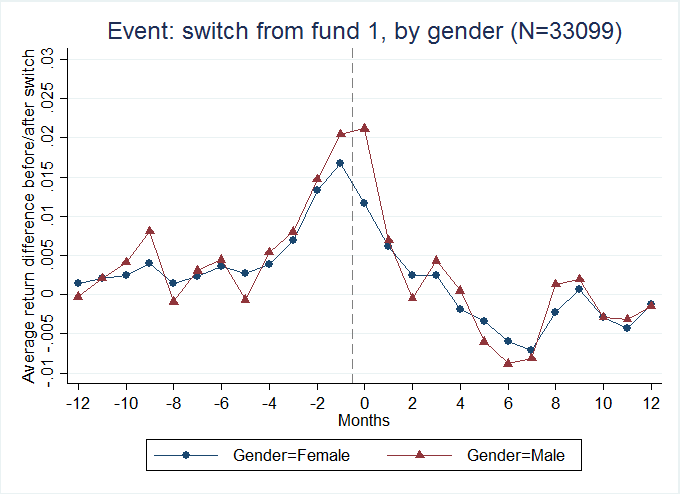 Event: switch from fund 1, by gender (N=33099)
Average return difference before/after switch
.03
.025
.02
.015
.01
.005
0
-.005
-.01
-12 -10 -8 -6 -4 -2 0 2 4 6 8 10 12
Months
Gender=Female Gender=Male